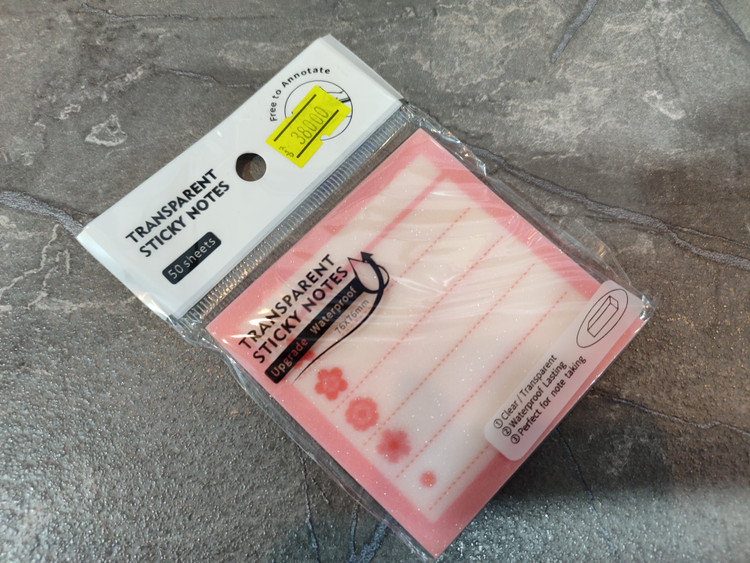 Free to Annotate
38000
TRANSPARENT
STICKY NOTES
50 sheets
TRANSPARENT
STICKY NOTES
Upgrade Waterproof
76x76mm
①Clear/Transparent
②Waterproof Lasting
③Perfect for note taking